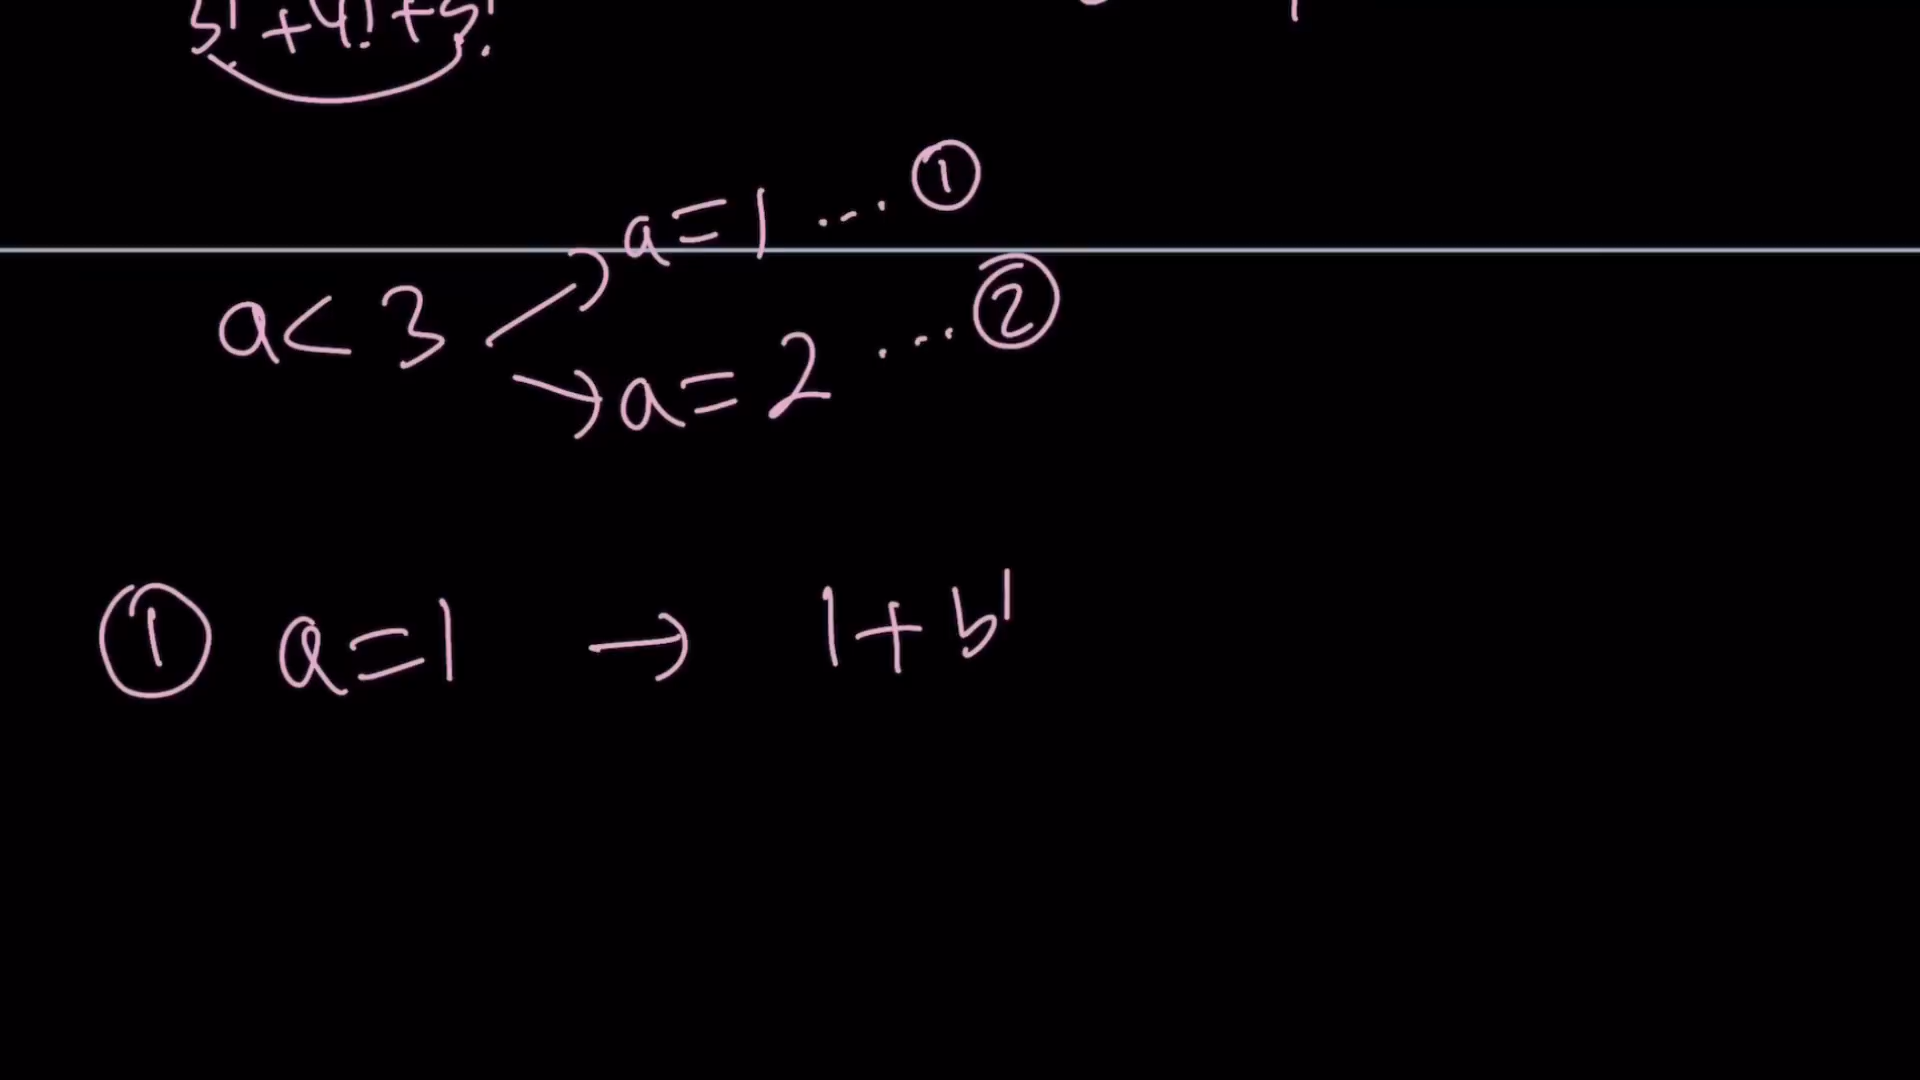 3! + 4! + 5!
a = 1 ... ①
a < 3
a = 2 ... ②
① a = 1 → 1 + b!